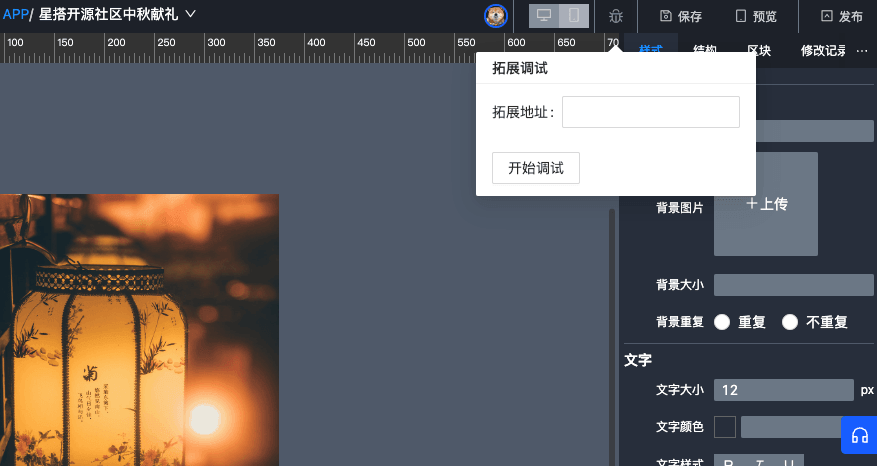 APP/ 星搭开源社区中秋献礼
保存
预览
发布
100 150 200 250 300 350 400 450 500 550 600 650 70
样式 结构 区块 修改记录 ···
拓展调试
拓展地址:
开始调试
背景图片
+上传
背景大小
背景重复 重复 不重复
文字
文字大小 12 px
文字颜色
文字样式 B T U